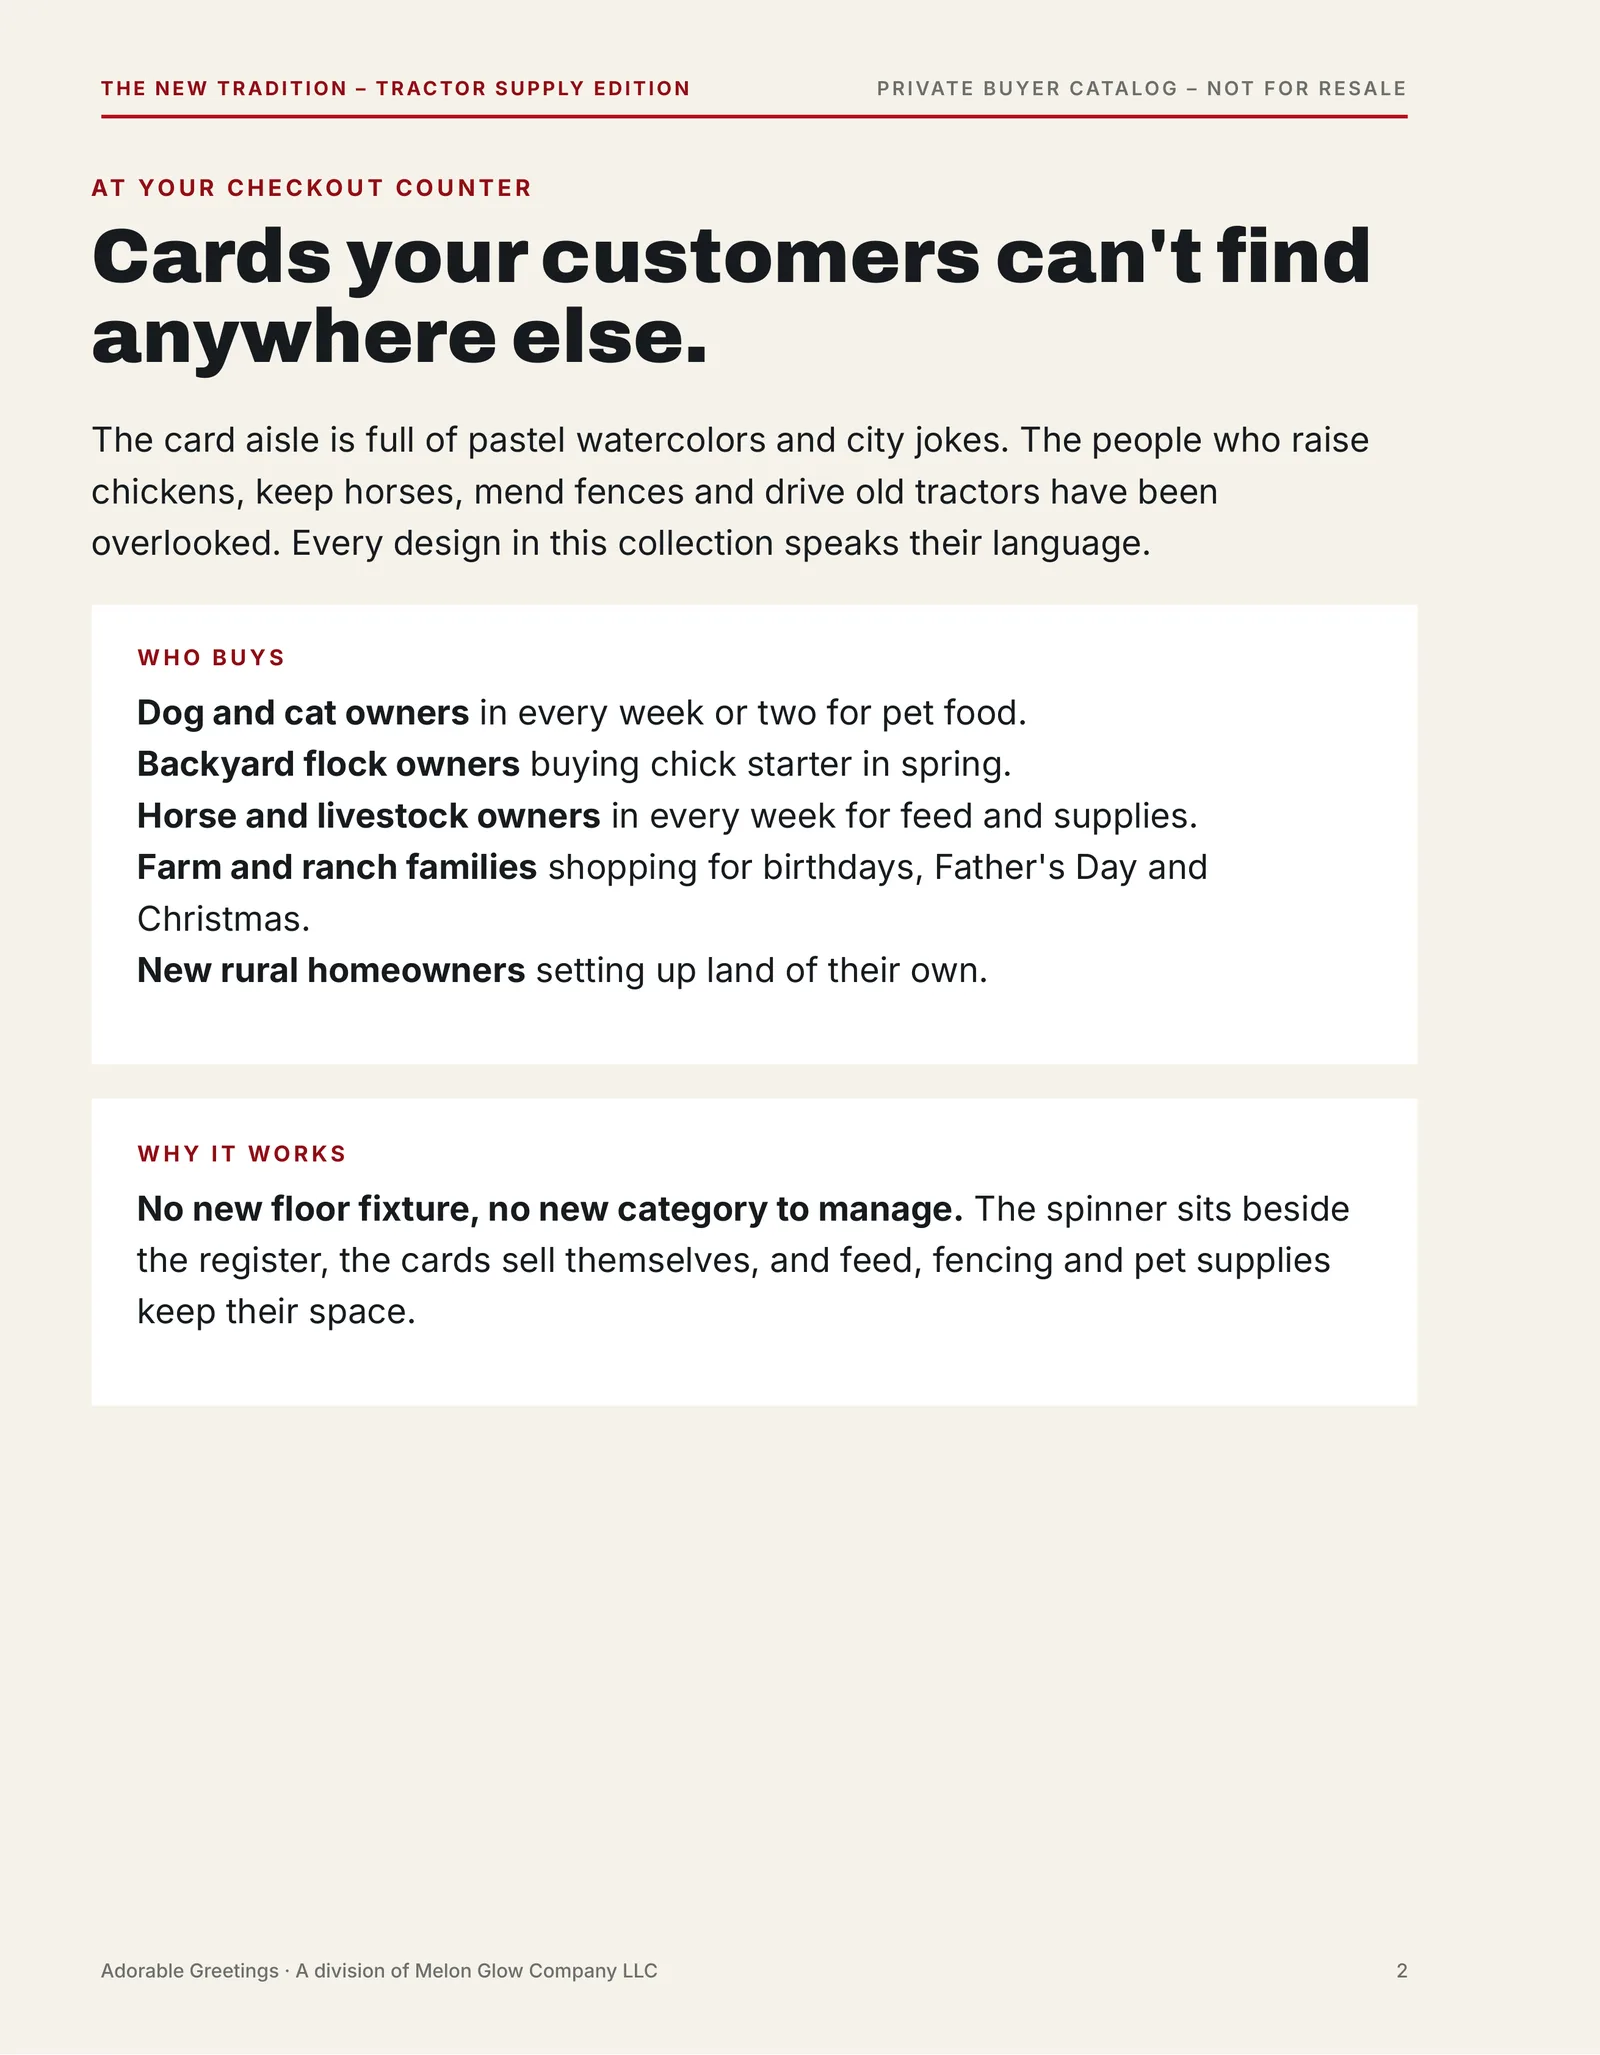 THE NEW TRADITION – TRACTOR SUPPLY EDITION
PRIVATE BUYER CATALOG – NOT FOR RESALE
AT YOUR CHECKOUT COUNTER
Cards your customers can't find
anywhere else.
The card aisle is full of pastel watercolors and city jokes. The people who raise
chickens, keep horses, mend fences and drive old tractors have been
overlooked. Every design in this collection speaks their language.
WHO BUYS
Dog and cat owners in every week or two for pet food.
Backyard flock owners buying chick starter in spring.
Horse and livestock owners in every week for feed and supplies.
Farm and ranch families shopping for birthdays, Father's Day and
Christmas.
New rural homeowners setting up land of their own.
WHY IT WORKS
No new floor fixture, no new category to manage. The spinner sits beside
the register, the cards sell themselves, and feed, fencing and pet supplies
keep their space.
Adorable Greetings · A division of Melon Glow Company LLC
2